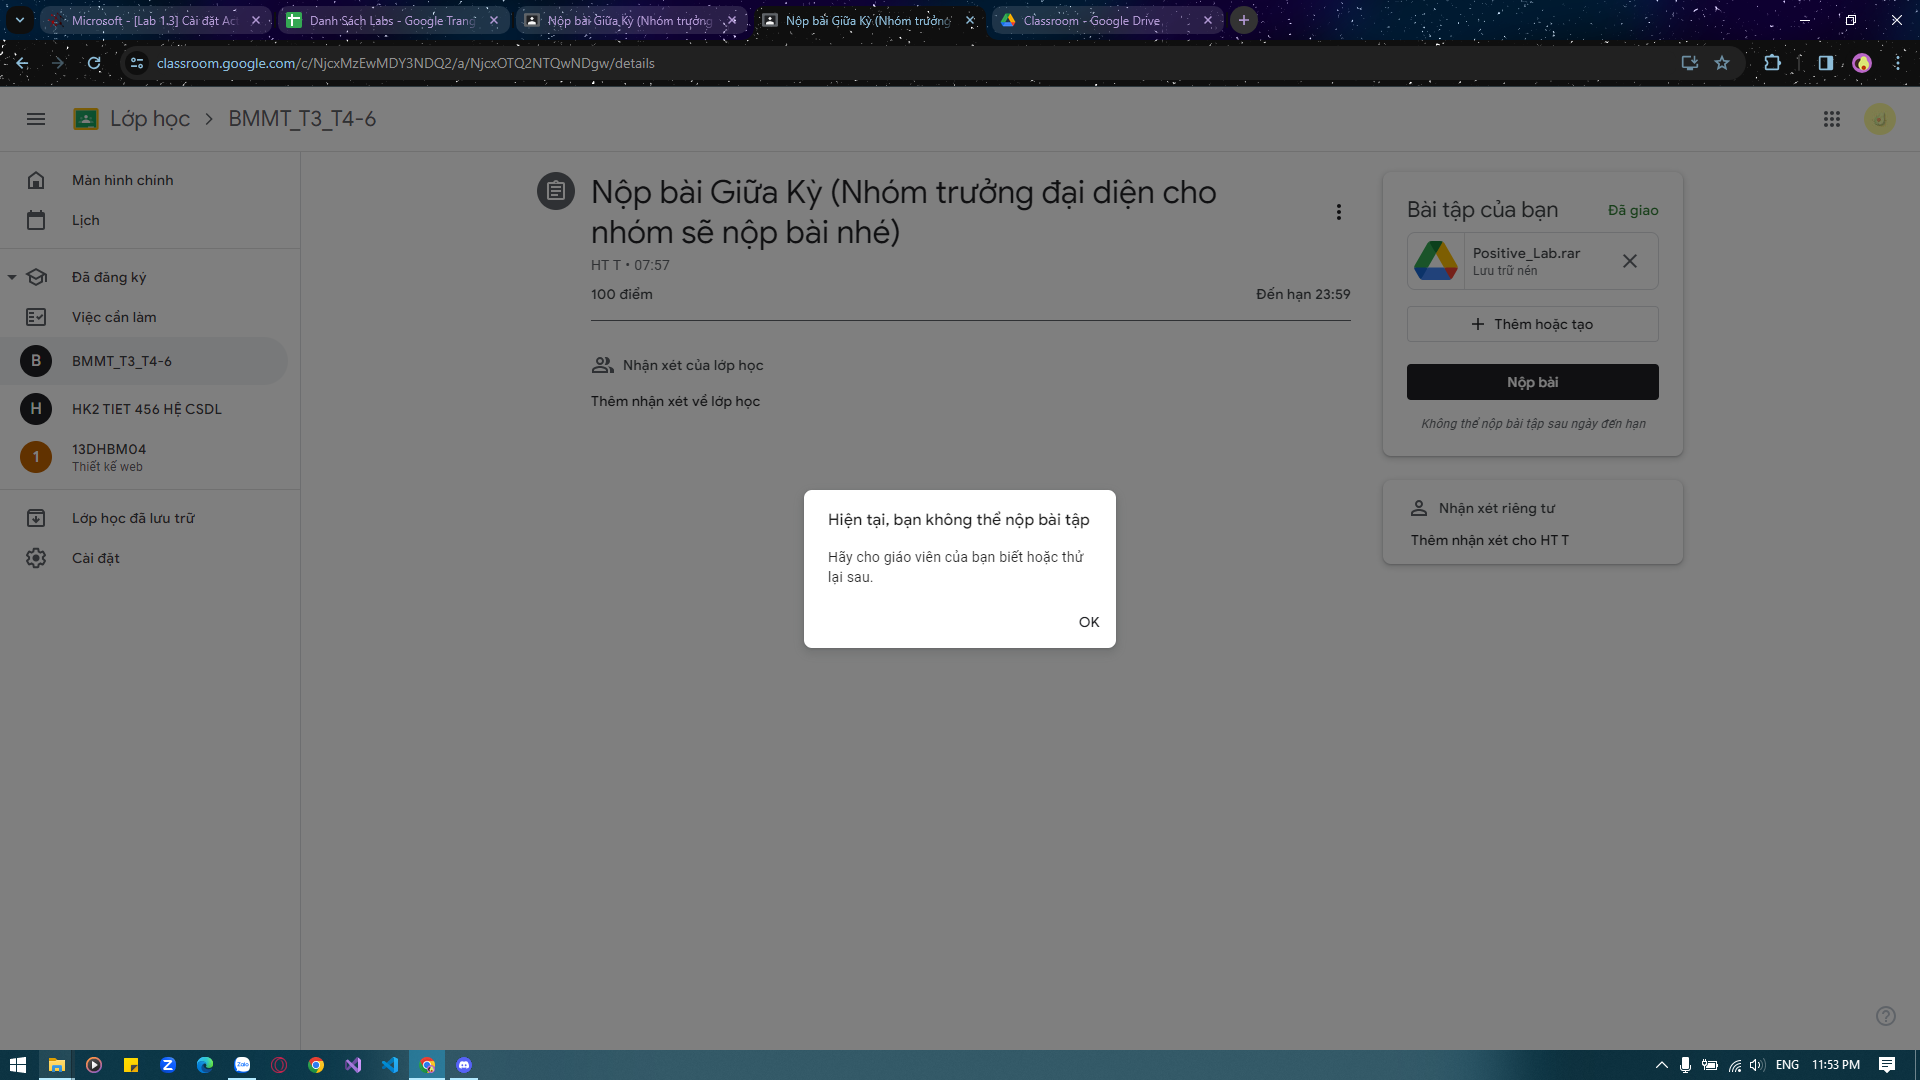 Microsoft - [Lab 1.3] Cài đặt Act
Danh Sách Labs - Google Trang
Nộp bài Giữa Kỳ (Nhóm trưởng
Nộp bài Giữa Kỳ (Nhóm trưởng
Classroom - Google Drive
classroom.google.com/c/NjcxMzEwMDY3NDQ2/a/NjcxOTQ2NTQwNDgw/details
Lớp học > BMMT_T3_T4-6
Màn hình chính
Lịch
Đã đăng ký
Việc cần làm
B BMMT_T3_T4-6
H HK2 TIET 456 HỆ CSDL
1 13DHBM04
Thiết kế web
Lớp học đã lưu trữ
Cài đặt
Nộp bài Giữa Kỳ (Nhóm trưởng đại diện cho
nhóm sẽ nộp bài nhé)
HT T • 07:57
100 điểm
Đến hạn 23:59
Nhận xét của lớp học
Thêm nhận xét về lớp học
Bài tập của bạn
Đã giao
Positive_Lab.rar
Lưu trữ nén
+ Thêm hoặc tạo
Nộp bài
Không thể nộp bài tập sau ngày đến hạn
Nhận xét riêng tư
Thêm nhận xét cho HT T
Hiện tại, bạn không thể nộp bài tập
Hãy cho giáo viên của bạn biết hoặc thử
lại sau.
OK
ENG
11:53 PM